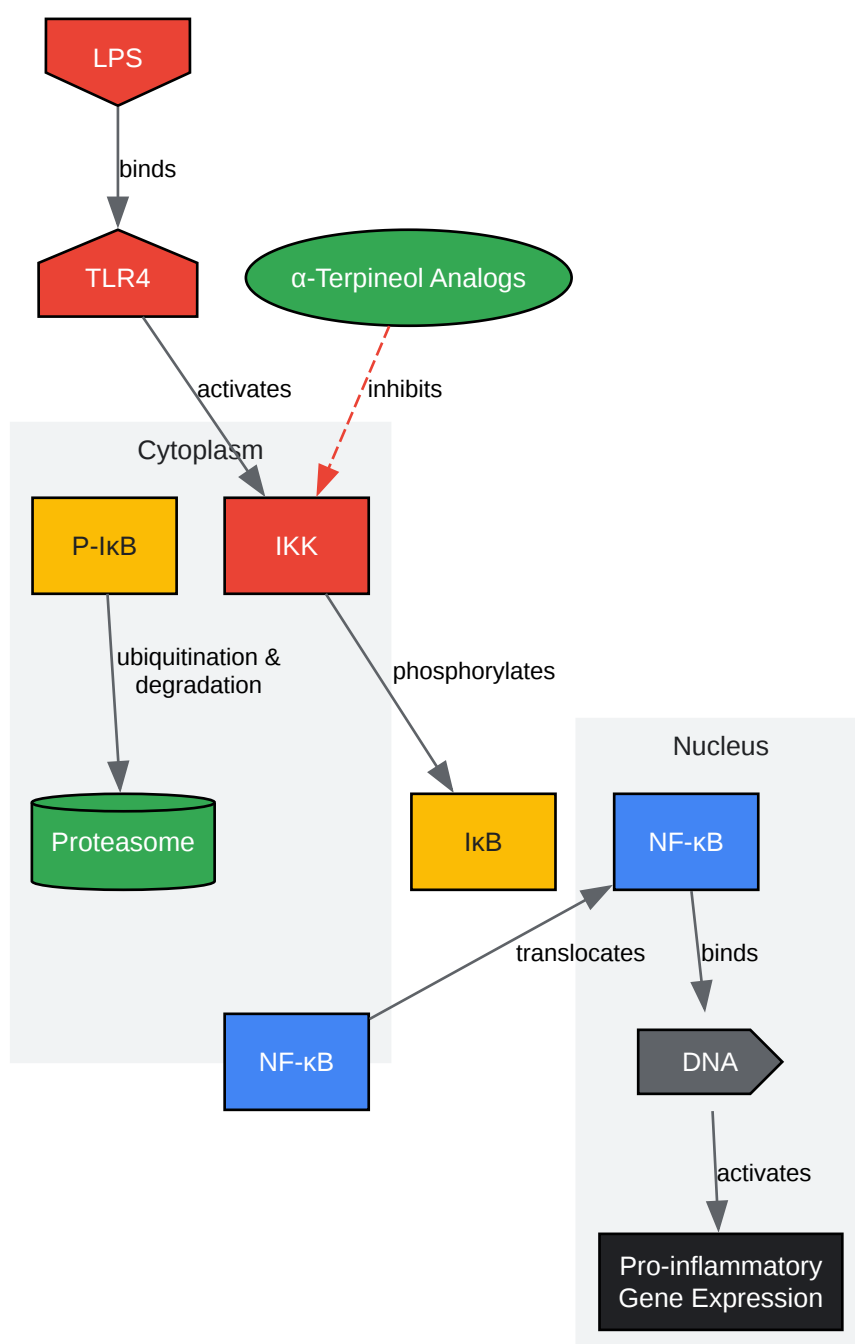 LPS
binds
TLR4
α-Terpineol Analogs
activates
inhibits
Cytoplasm
P-IκB
IKK
ubiquitination &
degradation
phosphorylates
Nucleus
Proteasome
IκB
NF-κB
translocates
binds
NF-κB
DNA
activates
Pro-inflammatory
Gene Expression